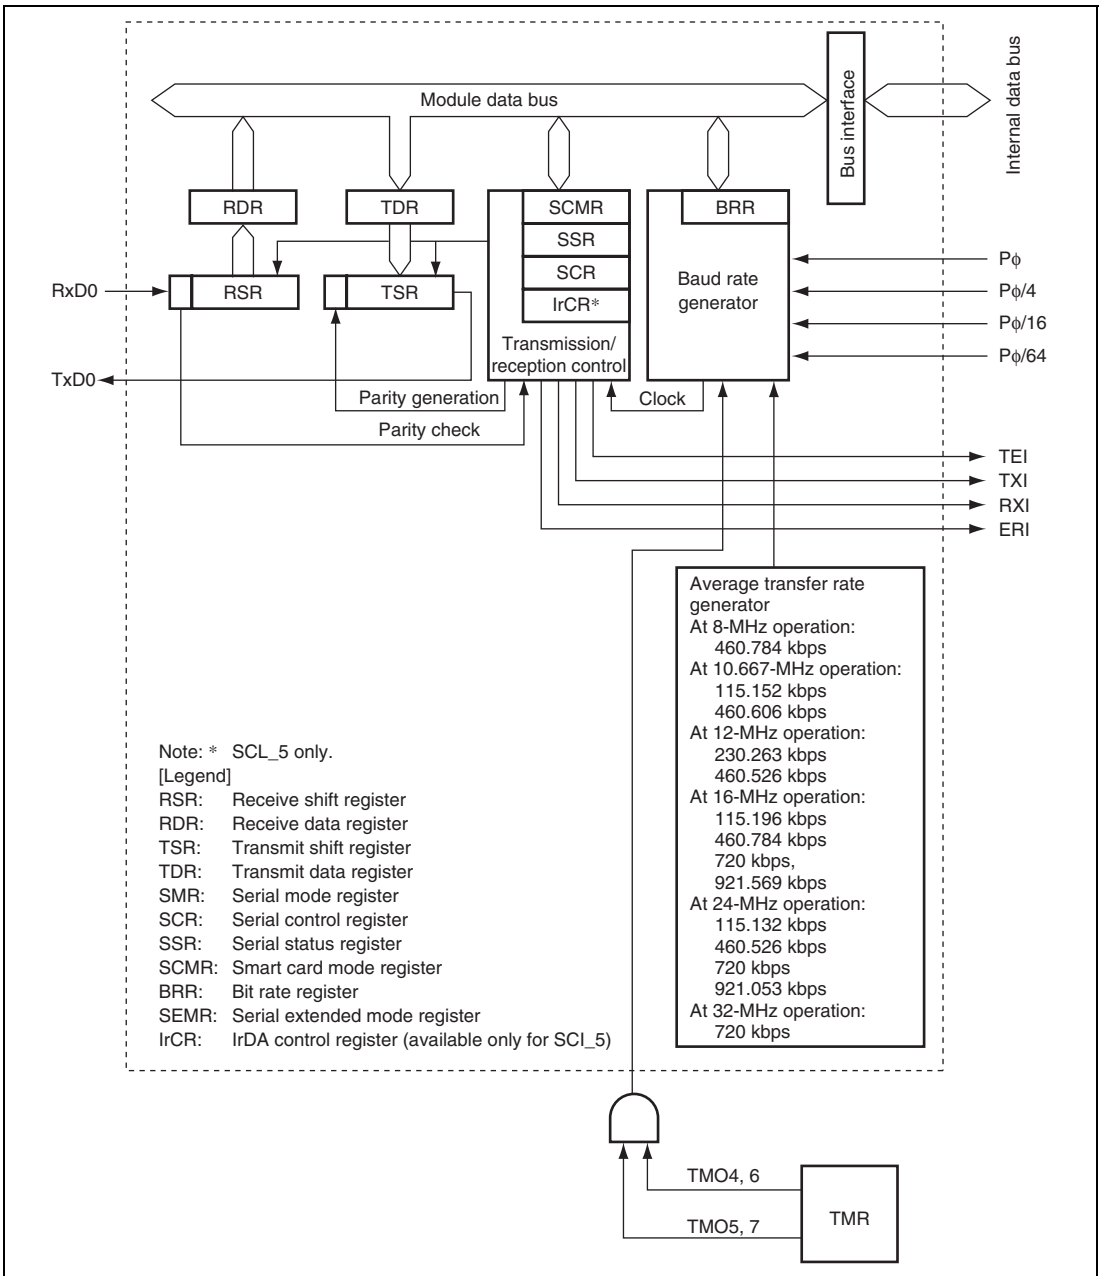 Module data bus
Bus interface
Internal data bus
RDR
TDR
SCMR
BRR
SSR
SCR
IrCR*
RSR
TSR
Baud rate
generator
Transmission/
reception control
RxD0
TxD0
Pϕ
Pϕ/4
Pϕ/16
Pϕ/64
Parity generation
Clock
Parity check
TEI
TXI
RXI
ERI
Average transfer rate
generator
At 8-MHz operation:
460.784 kbps
At 10.667-MHz operation:
115.152 kbps
460.606 kbps
At 12-MHz operation:
230.263 kbps
460.526 kbps
At 16-MHz operation:
115.196 kbps
460.784 kbps
720 kbps,
921.569 kbps
At 24-MHz operation:
115.132 kbps
460.526 kbps
720 kbps
921.053 kbps
At 32-MHz operation:
720 kbps
Note: * SCL_5 only.
[Legend]
RSR: Receive shift register
RDR: Receive data register
TSR: Transmit shift register
TDR: Transmit data register
SMR: Serial mode register
SCR: Serial control register
SSR: Serial status register
SCMR: Smart card mode register
BRR: Bit rate register
SEMR: Serial extended mode register
IrCR: IrDA control register (available only for SCI_5)
TMO4, 6
TMO5, 7
TMR